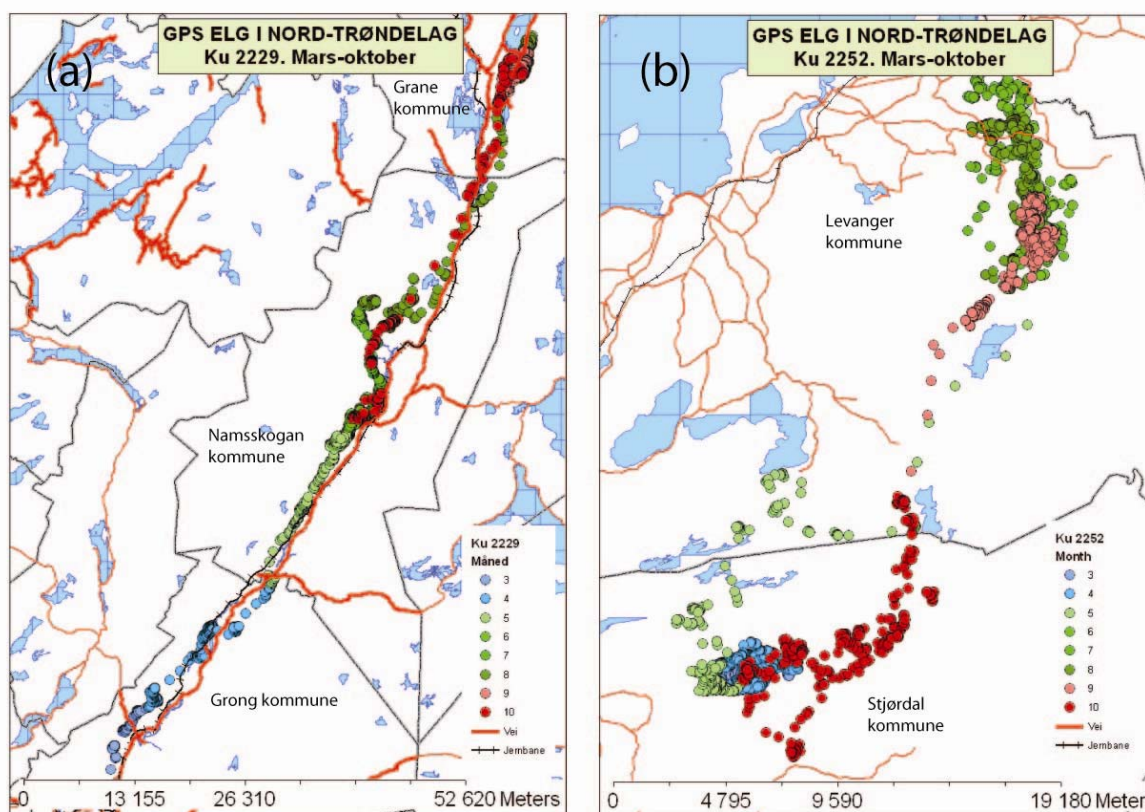 GPS ELG I NORD-TRØNDELAG
Ku 2229. Mars-oktober
(a)
Grane
kommune
Namsskogan
kommune
Grong kommune
Ku 2229
Måned
3
4
5
6
7
8
9
10
Vei
Jernbane
0 13 155 26 310 52 620 Meters
GPS ELG I NORD-TRØNDELAG
Ku 2252. Mars-oktober
(b)
Levanger
kommune
Stjørdal
kommune
Ku 2252
Month
3
4
5
6
7
8
9
10
Vei
Jernbane
0 4 795 9 590 19 180 Meters